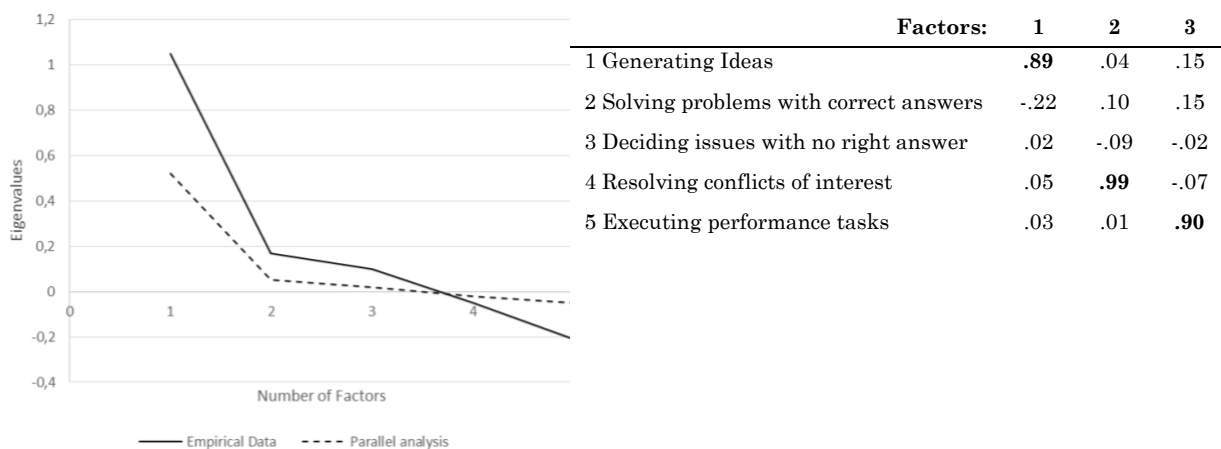 1,2
1
0,8
0,6
0,4
0,2
0
-0,2
-0,4
Eigenvalues
0 1 2 3 4
Number of Factors
Empirical Data Parallel analysis
Factors: 1 2 3
1 Generating Ideas .89 .04 .15
2 Solving problems with correct answers -.22 .10 .15
3 Deciding issues with no right answer .02 -.09 -.02
4 Resolving conflicts of interest .05 .99 -.07
5 Executing performance tasks .03 .01 .90